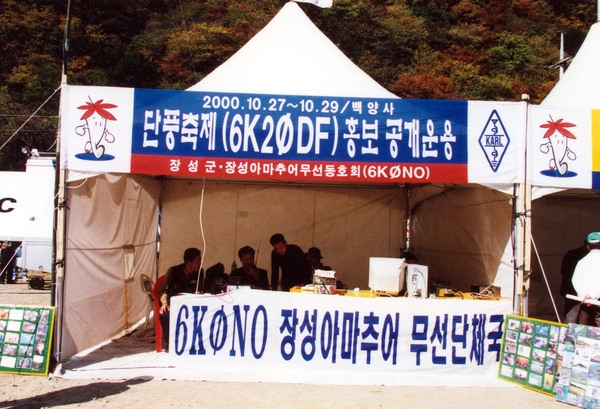 2000.10.27~10.29/백양사
단풍축제 (6K2ØDF) 홍보 공개운용
장성군·장성아마추어무선동호회(6KØNO)
KARL
6KØNO 장성아마추어 무선단체국
C